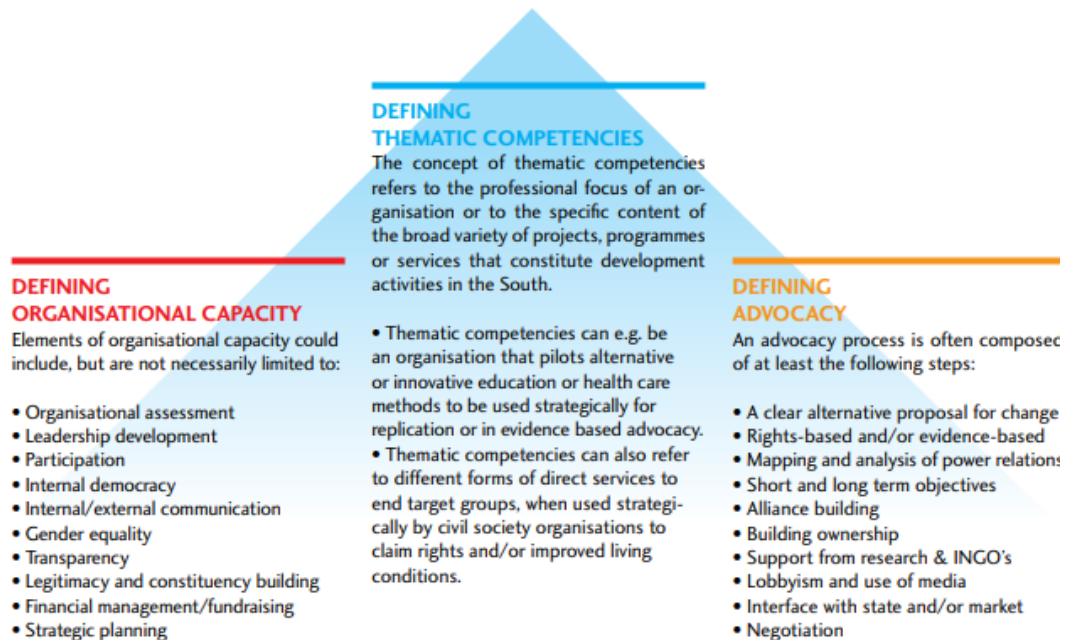 DEFINING
THEMATIC COMPETENCIES
The concept of thematic competencies
refers to the professional focus of an or-
ganisation or to the specific content of
the broad variety of projects, programmes
or services that constitute development
activities in the South.
• Thematic competencies can e.g. be
an organisation that pilots alternative
or innovative education or health care
methods to be used strategically for
replication or in evidence based advocacy.
• Thematic competencies can also refer
to different forms of direct services to
end target groups, when used strategi-
cally by civil society organisations to
claim rights and/or improved living
conditions.
DEFINING
ORGANISATIONAL CAPACITY
Elements of organisational capacity could
include, but are not necessarily limited to:
• Organisational assessment
• Leadership development
• Participation
• Internal democracy
• Internal/external communication
• Gender equality
• Transparency
• Legitimacy and constituency building
• Financial management/fundraising
• Strategic planning
DEFINING
ADVOCACY
An advocacy process is often composed
of at least the following steps:
• A clear alternative proposal for change
• Rights-based and/or evidence-based
• Mapping and analysis of power relations
• Short and long term objectives
• Alliance building
• Building ownership
• Support from research & INGO's
• Lobbyism and use of media
• Interface with state and/or market
• Negotiation